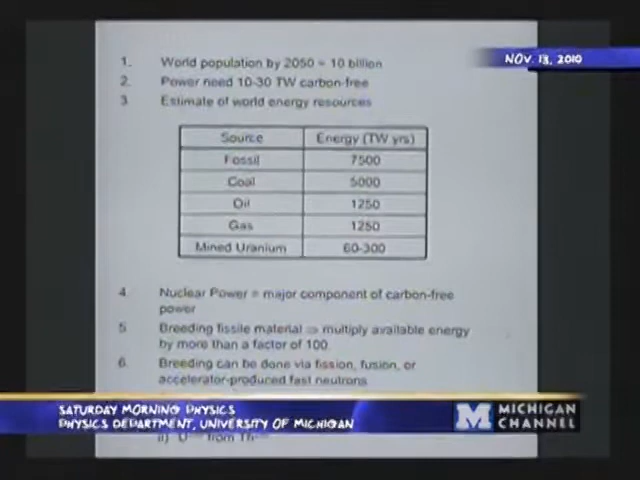 NOV. 13, 2010
1. World population by 2050 ≈ 10 billion
2. Power need 10-30 TW carbon-free
3. Estimate of world energy resources
Source Energy (TW yrs)
Fossil 7500
Coal 5000
Oil 1250
Gas 1250
Mined Uranium 60-300
4. Nuclear Power = major component of carbon-free
power
5. Breeding fissile material ⇒ multiply available energy
by more than a factor of 100.
6. Breeding can be done via fission, fusion, or
accelerator-produced fast neutrons
SATURDAY MORNING PHYSICS
PHYSICS DEPARTMENT, UNIVERSITY OF MICHIGAN
M MICHIGAN
CHANNEL
from